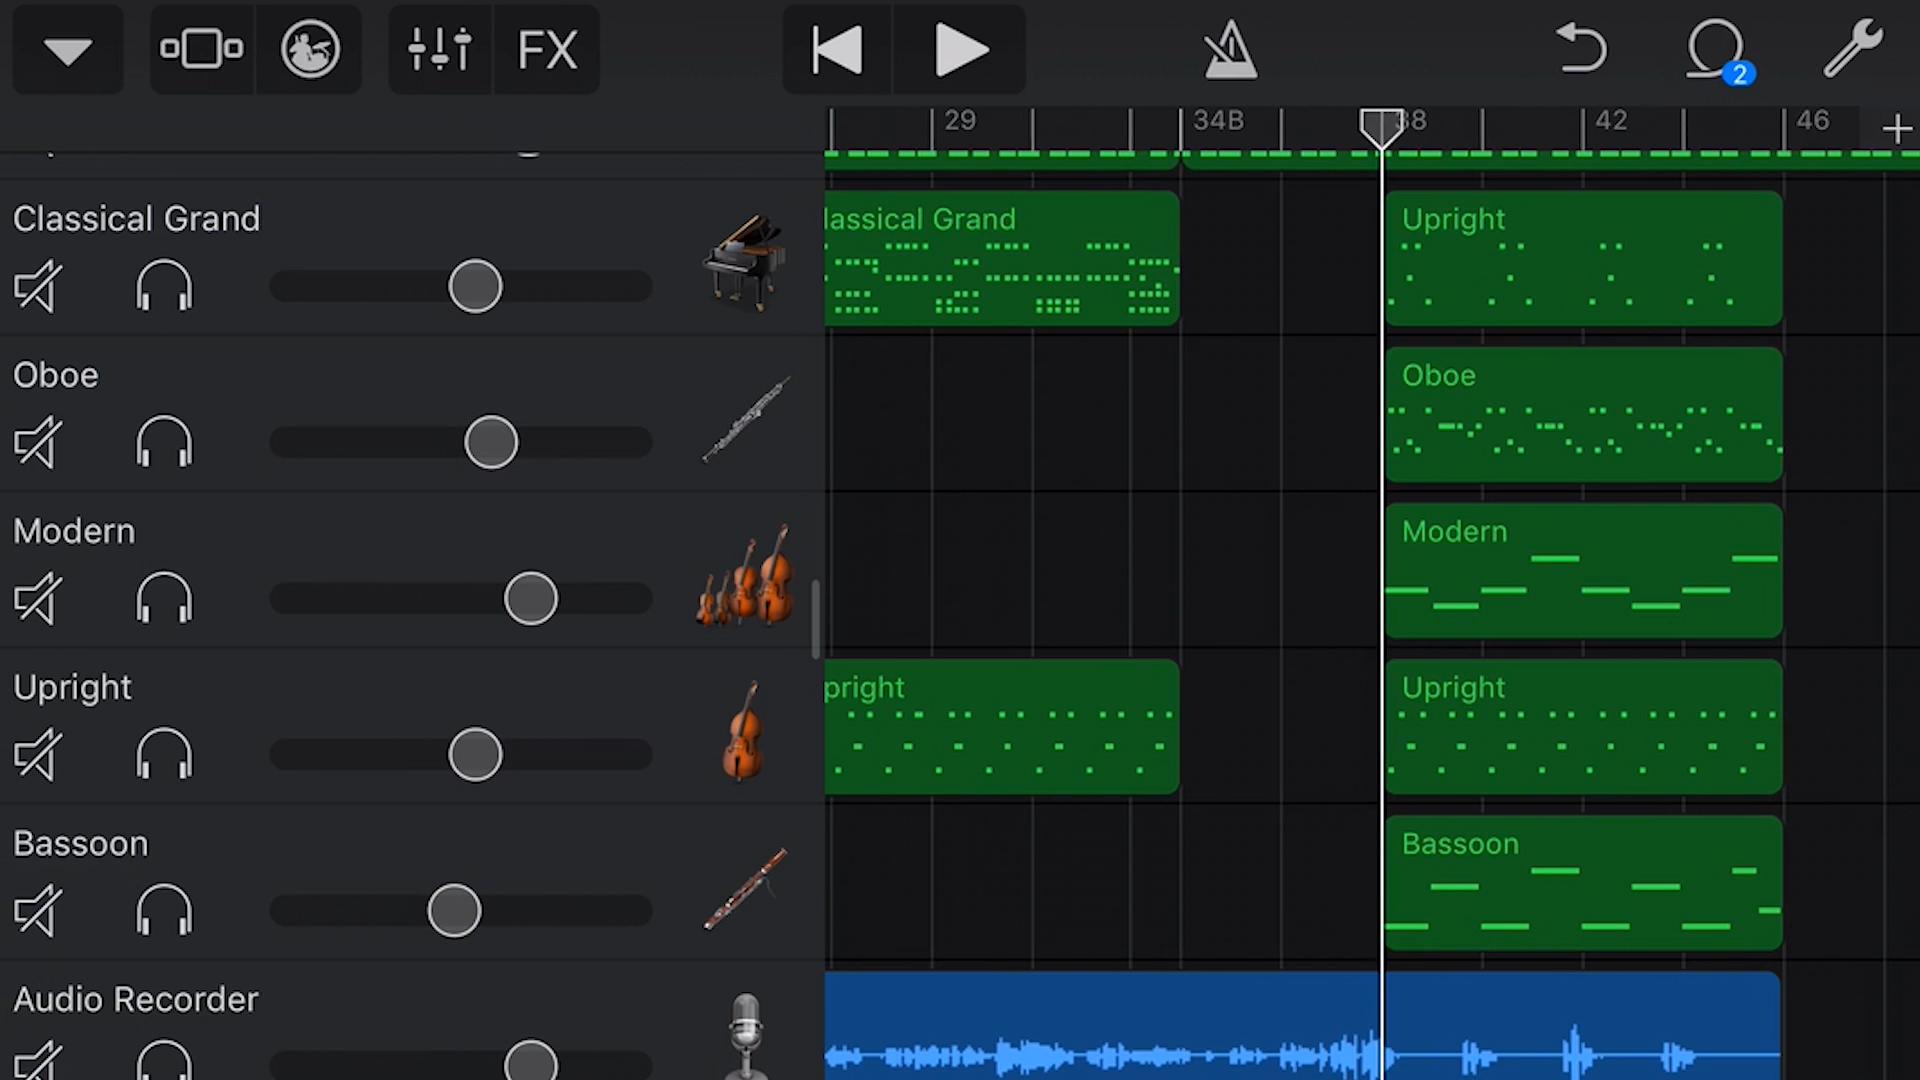 FX
2
29
34B
38
42
46
Classical Grand
lassical Grand
Upright
Oboe
Oboe
Modern
Modern
Upright
pright
Upright
Bassoon
Bassoon
Audio Recorder